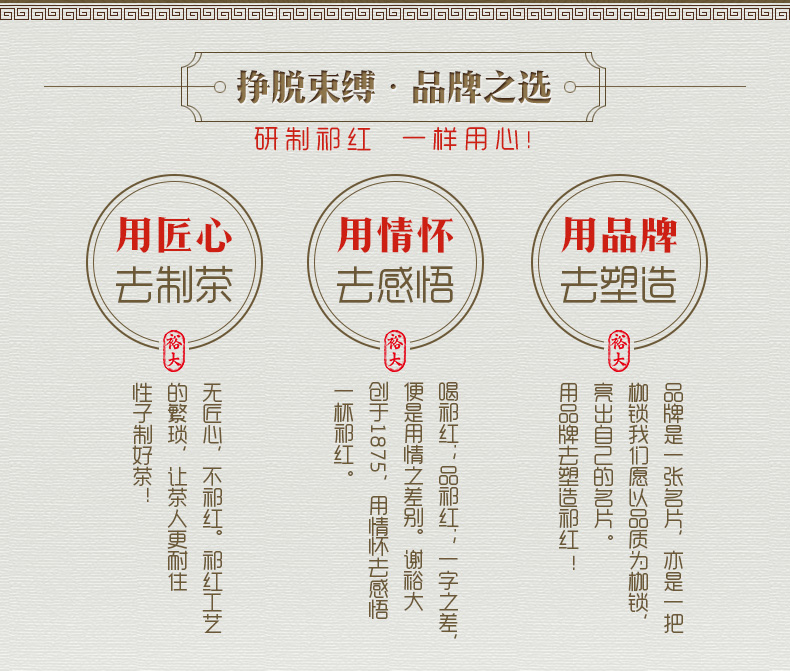 挣脱束缚·品牌之选
研制祁红 一样用心!
用匠心
去制茶
裕大
无匠心，不祁红。祁红工艺
的繁琐，让茶人更耐住
性子制好茶！
用情怀
去感悟
裕大
喝祁红；品祁红；一字之差，
便是用情之差别。谢裕大
创于1875，用情怀去感悟
一杯祁红。
用品牌
去塑造
裕大
品牌是一张名片，亦是一把
枷锁我们愿以品质为枷锁，
亮出自己的名片。
用品牌去塑造祁红！